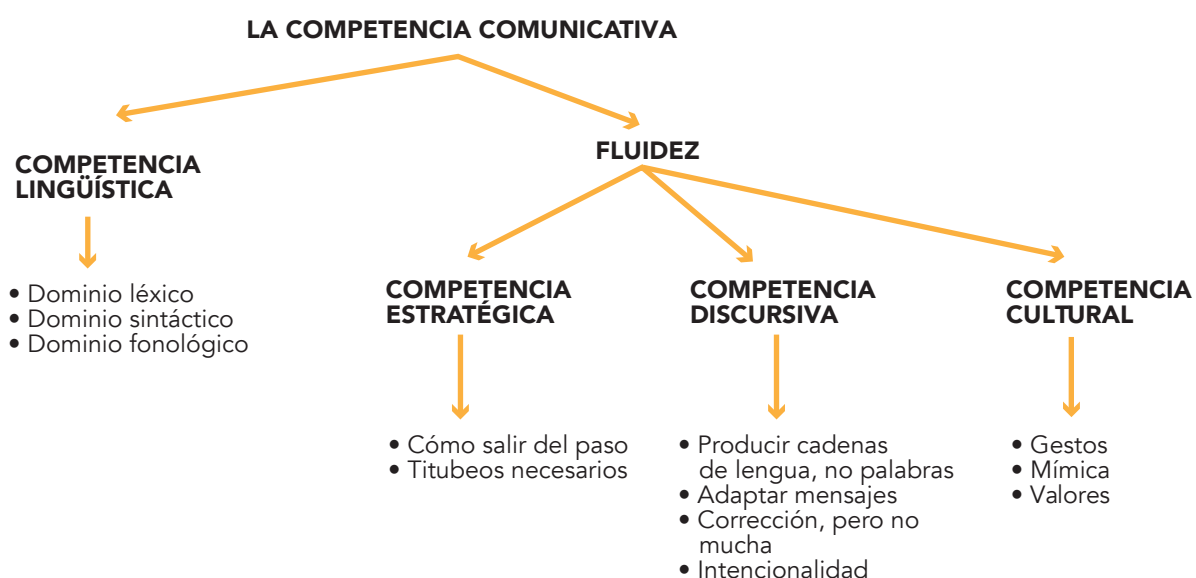 LA COMPETENCIA COMUNICATIVA
COMPETENCIA
LINGÜÍSTICA
• Dominio léxico
• Dominio sintáctico
• Dominio fonológico
FLUIDEZ
COMPETENCIA
ESTRATÉGICA
• Cómo salir del paso
• Titubeos necesarios
COMPETENCIA
DISCURSIVA
• Producir cadenas
de lengua, no palabras
• Adaptar mensajes
• Corrección, pero no
mucha
• Intencionalidad
COMPETENCIA
CULTURAL
• Gestos
• Mímica
• Valores